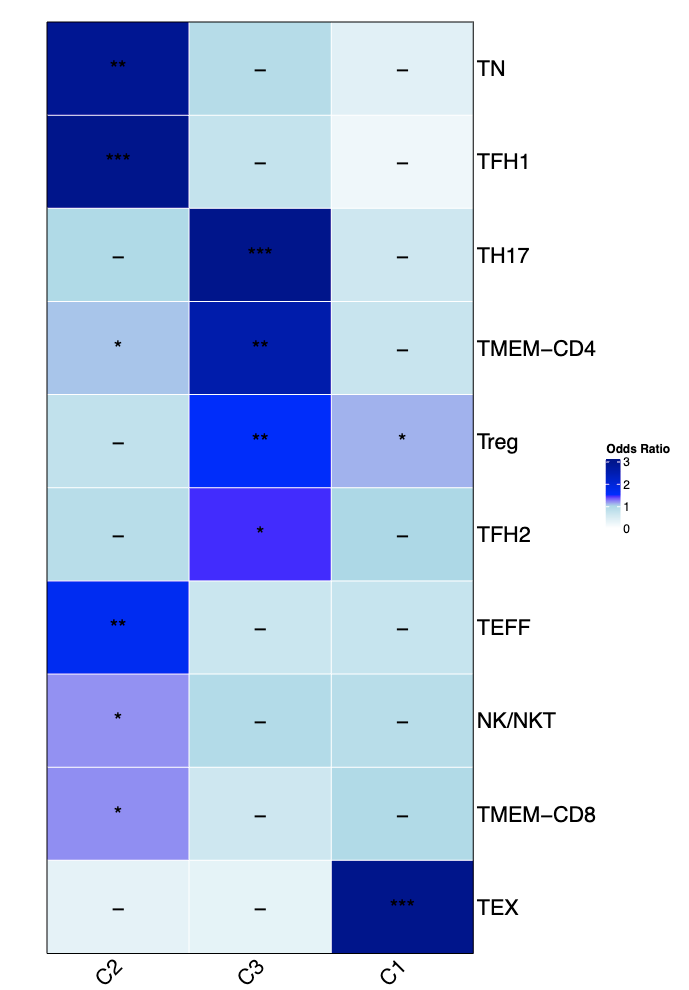 ** – – TN
*** – – TFH1
– *** – TH17
* ** – TMEM–CD4
– ** * Treg
– * – TFH2
** – – TEFF
* – – NK/NKT
* – – TMEM–CD8
– – *** TEX
C2 C3 C1
Odds Ratio
3
2
1
0